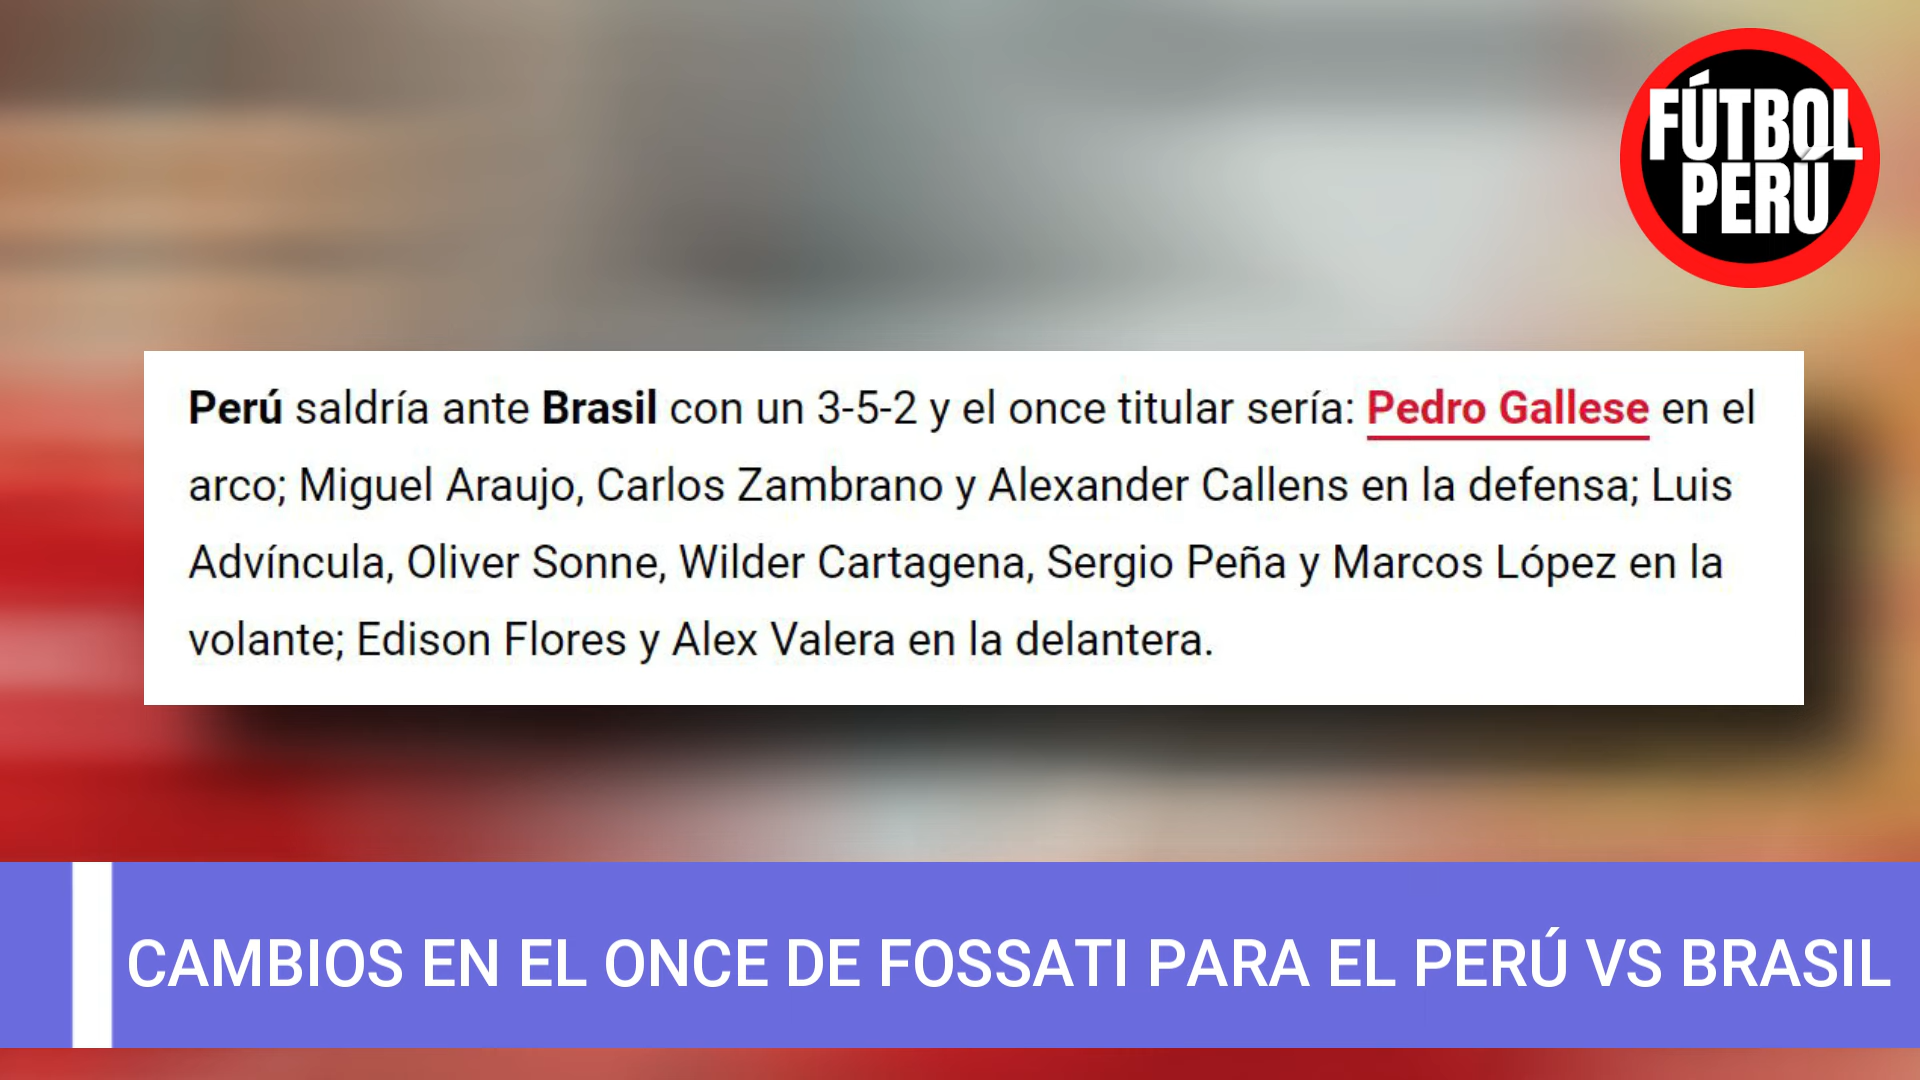 FÚTBOL
PERÚ
Perú saldría ante Brasil con un 3-5-2 y el once titular sería: Pedro Gallese en el
arco; Miguel Araujo, Carlos Zambrano y Alexander Callens en la defensa; Luis
Advíncula, Oliver Sonne, Wilder Cartagena, Sergio Peña y Marcos López en la
volante; Edison Flores y Alex Valera en la delantera.
CAMBIOS EN EL ONCE DE FOSSATI PARA EL PERÚ VS BRASIL